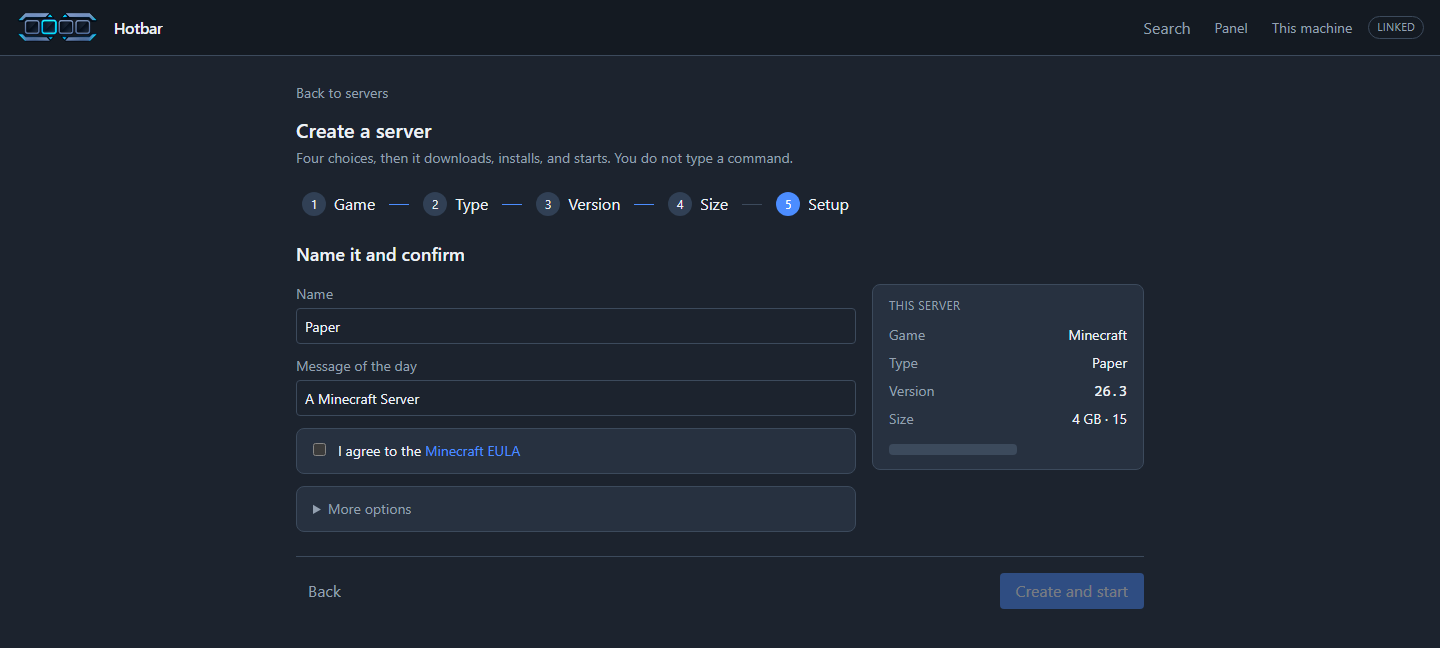 Hotbar
Search
Panel
This machine
LINKED
Back to servers
Create a server
Four choices, then it downloads, installs, and starts. You do not type a command.
1 Game
2 Type
3 Version
4 Size
5 Setup
Name it and confirm
Name
Paper
Message of the day
A Minecraft Server
I agree to the Minecraft EULA
More options
THIS SERVER
Game Minecraft
Type Paper
Version 26.3
Size 4 GB · 15
Back
Create and start